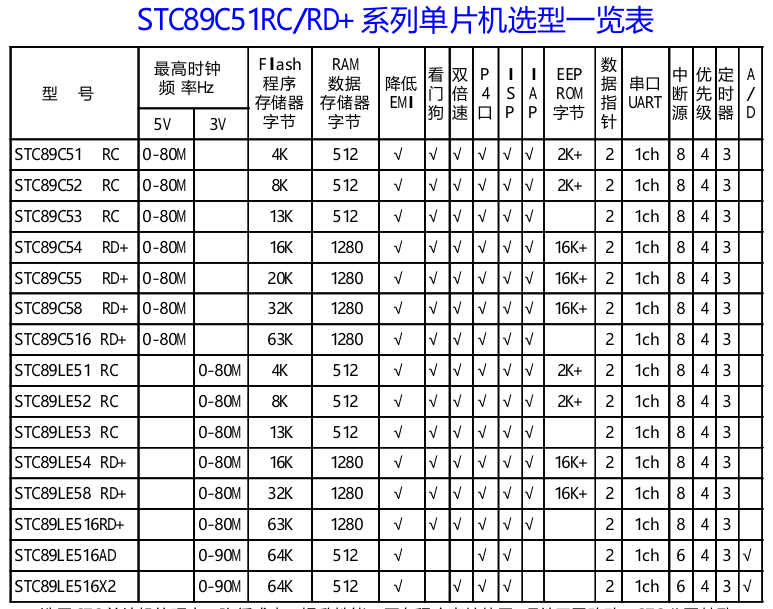 STC89C51RC/RD+ 系列单片机选型一览表
型 号 最高时钟频率Hz 5V 3V Flash程序存储器字节 RAM数据存储器字节 降低EMI 看门狗 双倍速 P4口 ISP IAP EEPROM字节 数据指针 串口UART 中断源 优先级 定时器 A/D
STC89C51 RC 0-80M 4K 512 √ √ √ √ √ √ 2K+ 2 1ch 8 4 3
STC89C52 RC 0-80M 8K 512 √ √ √ √ √ √ 2K+ 2 1ch 8 4 3
STC89C53 RC 0-80M 13K 512 √ √ √ √ √ √ 2 1ch 8 4 3
STC89C54 RD+ 0-80M 16K 1280 √ √ √ √ √ √ 16K+ 2 1ch 8 4 3
STC89C55 RD+ 0-80M 20K 1280 √ √ √ √ √ √ 16K+ 2 1ch 8 4 3
STC89C58 RD+ 0-80M 32K 1280 √ √ √ √ √ √ 16K+ 2 1ch 8 4 3
STC89C516 RD+ 0-80M 63K 1280 √ √ √ √ √ √ 2 1ch 8 4 3
STC89LE51 RC 0-80M 4K 512 √ √ √ √ √ √ 2K+ 2 1ch 8 4 3
STC89LE52 RC 0-80M 8K 512 √ √ √ √ √ √ 2K+ 2 1ch 8 4 3
STC89LE53 RC 0-80M 13K 512 √ √ √ √ √ √ 2 1ch 8 4 3
STC89LE54 RD+ 0-80M 16K 1280 √ √ √ √ √ √ 16K+ 2 1ch 8 4 3
STC89LE58 RD+ 0-80M 32K 1280 √ √ √ √ √ √ 16K+ 2 1ch 8 4 3
STC89LE516RD+ 0-80M 63K 1280 √ √ √ √ √ √ 2 1ch 8 4 3
STC89LE516AD 0-90M 64K 512 √ √ √ 2 1ch 6 4 3 √
STC89LE516X2 0-90M 64K 512 √ √ √ √ 2 1ch 6 4 3 √